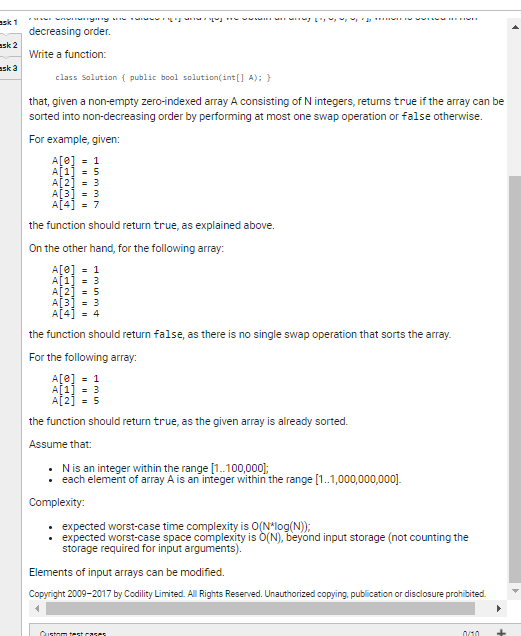 ask 1
ask 2
ask 3
decreasing order.
Write a function:
class Solution { public bool solution(int[] A); }
that, given a non-empty zero-indexed array A consisting of N integers, returns true if the array can be
sorted into non-decreasing order by performing at most one swap operation or false otherwise.
For example, given:
A[0] = 1
A[1] = 5
A[2] = 3
A[3] = 3
A[4] = 7
the function should return true, as explained above.
On the other hand, for the following array:
A[0] = 1
A[1] = 3
A[2] = 5
A[3] = 3
A[4] = 4
the function should return false, as there is no single swap operation that sorts the array.
For the following array:
A[0] = 1
A[1] = 3
A[2] = 5
the function should return true, as the given array is already sorted.
Assume that:
• N is an integer within the range [1..100,000];
• each element of array A is an integer within the range [1..1,000,000,000].
Complexity:
• expected worst-case time complexity is O(N*log(N));
• expected worst-case space complexity is O(N), beyond input storage (not counting the
storage required for input arguments).
Elements of input arrays can be modified.
Copyright 2009–2017 by Codility Limited. All Rights Reserved. Unauthorized copying, publication or disclosure prohibited.
Custom test cases
0/10 +